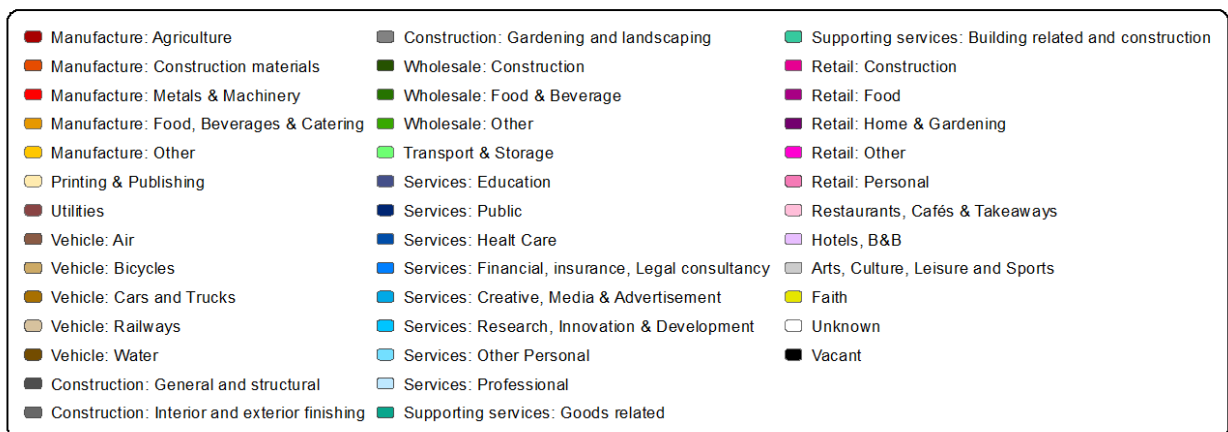 Manufacture: Agriculture
Manufacture: Construction materials
Manufacture: Metals & Machinery
Manufacture: Food, Beverages & Catering
Manufacture: Other
Printing & Publishing
Utilities
Vehicle: Air
Vehicle: Bicycles
Vehicle: Cars and Trucks
Vehicle: Railways
Vehicle: Water
Construction: General and structural
Construction: Interior and exterior finishing
Construction: Gardening and landscaping
Wholesale: Construction
Wholesale: Food & Beverage
Wholesale: Other
Transport & Storage
Services: Education
Services: Public
Services: Healt Care
Services: Financial, insurance, Legal consultancy
Services: Creative, Media & Advertisement
Services: Research, Innovation & Development
Services: Other Personal
Services: Professional
Supporting services: Goods related
Supporting services: Building related and construction
Retail: Construction
Retail: Food
Retail: Home & Gardening
Retail: Other
Retail: Personal
Restaurants, Cafés & Takeaways
Hotels, B&B
Arts, Culture, Leisure and Sports
Faith
Unknown
Vacant